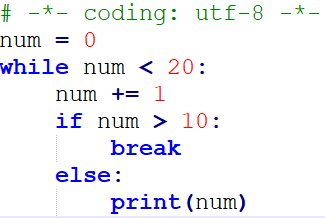 # -*- coding: utf-8 -*-
num = 0
while num < 20:
    num += 1
    if num > 10:
        break
    else:
        print(num)